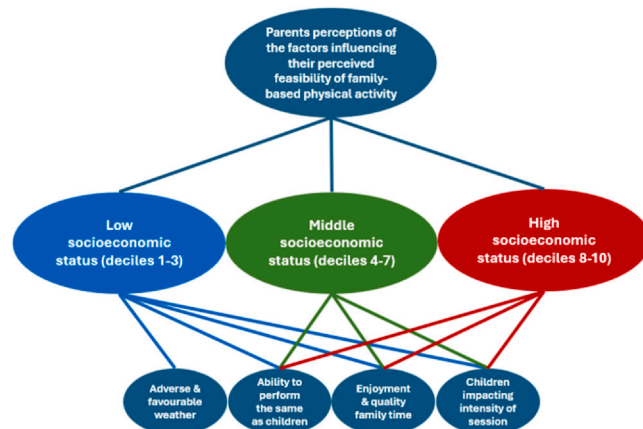 Parents perceptions of
the factors influencing
their perceived
feasibility of family-
based physical activity
Low
socioeconomic
status (deciles 1-3)
Middle
socioeconomic
status (deciles 4-7)
High
socioeconomic
status (deciles 8-10)
Adverse &
favourable
weather
Ability to
perform
the same
as children
Enjoyment
& quality
family time
Children
impacting
intensity of
session